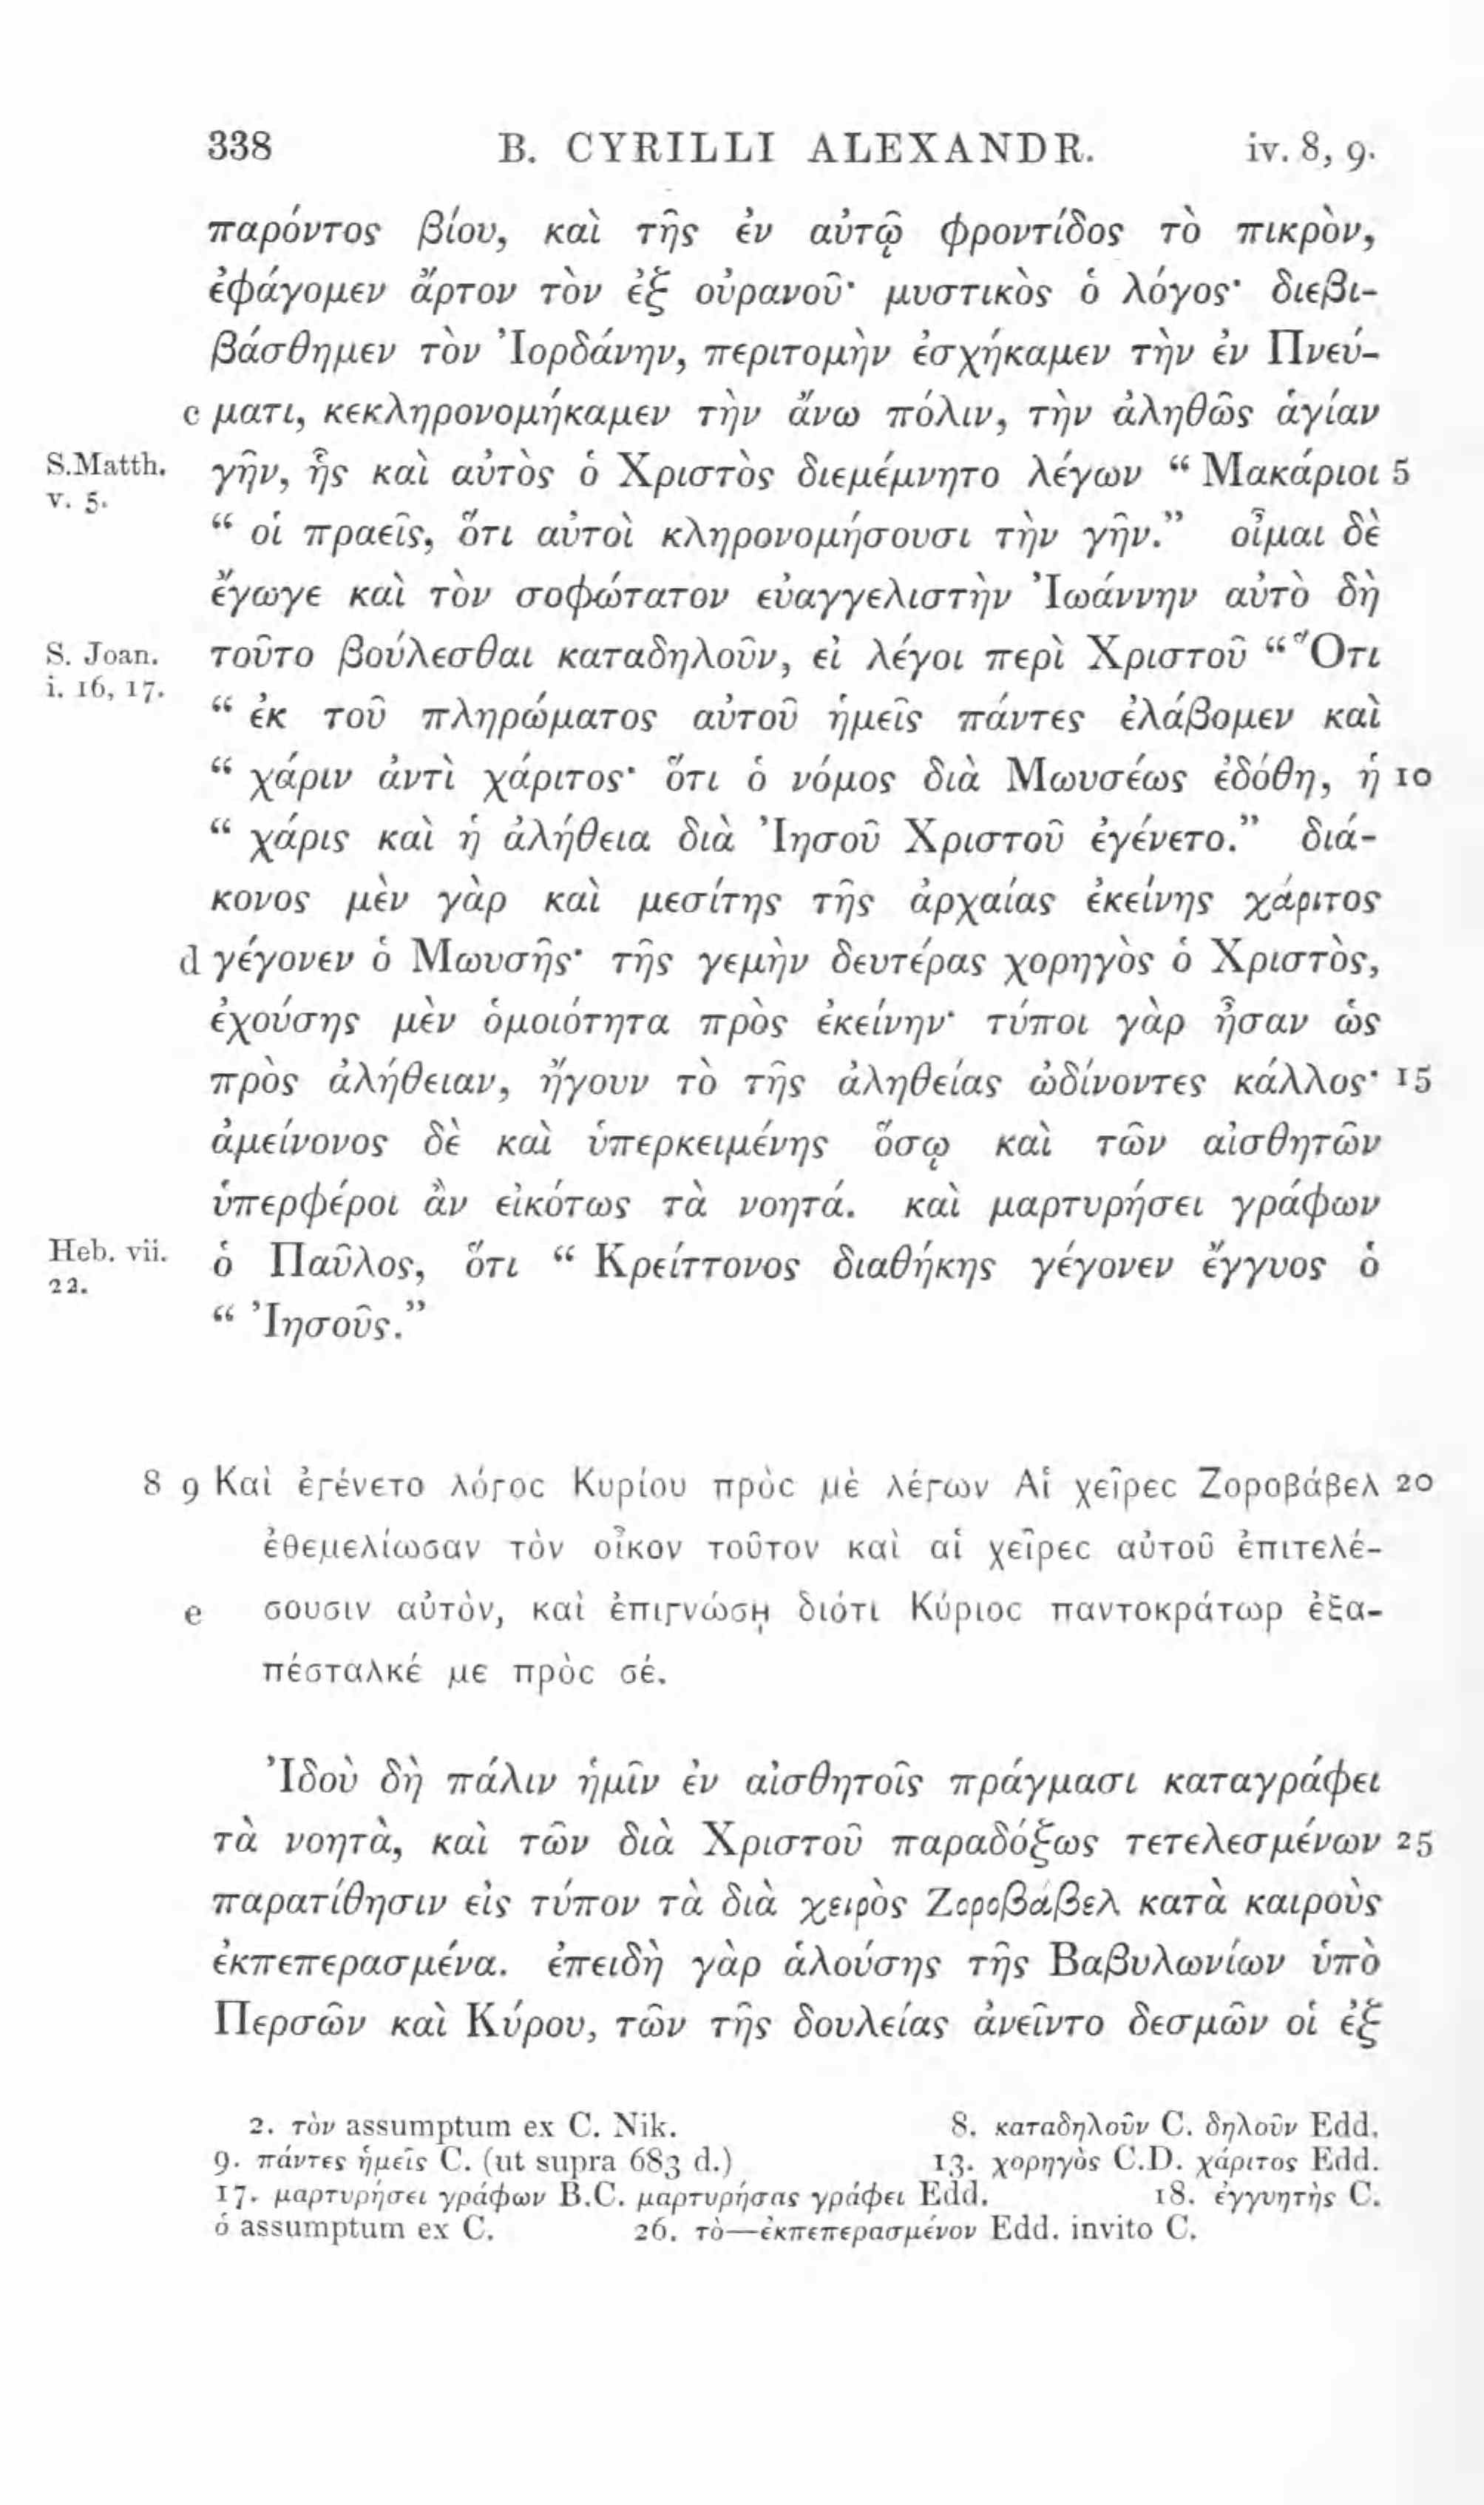 338 B. CYRILLI ALEXANDR. iv. 8, 9.
παρόντος βίου, καὶ τῆς ἐν αὐτῷ φροντίδος τὸ πικρὸν,
ἐφάγομεν ἄρτον τὸν ἐξ οὐρανοῦ· μυστικὸς ὁ λόγος· διεβι-
βάσθημεν τὸν Ἰορδάνην, περιτομὴν ἐσχήκαμεν τὴν ἐν Πνεύ-
c ματι, κεκληρονομήκαμεν τὴν ἄνω πόλιν, τὴν ἀληθῶς ἁγίαν
S.Matth. v. 5. γῆν, ἧς καὶ αὐτὸς ὁ Χριστὸς διεμέμνητο λέγων “ Μακάριοι 5
“ οἱ πραεῖς, ὅτι αὐτοὶ κληρονομήσουσι τὴν γῆν.” οἶμαι δὲ
ἔγωγε καὶ τὸν σοφώτατον εὐαγγελιστὴν Ἰωάννην αὐτὸ δὴ
S. Joan. i. 16, 17. τοῦτο βούλεσθαι καταδηλοῦν, εἰ λέγοι περὶ Χριστοῦ “ Ὅτι
“ ἐκ τοῦ πληρώματος αὐτοῦ ἡμεῖς πάντες ἐλάβομεν καὶ
“ χάριν ἀντὶ χάριτος· ὅτι ὁ νόμος διὰ Μωυσέως ἐδόθη, ἡ 10
“ χάρις καὶ ἡ ἀλήθεια διὰ Ἰησοῦ Χριστοῦ ἐγένετο.” διά-
κονος μὲν γὰρ καὶ μεσίτης τῆς ἀρχαίας ἐκείνης χάριτος
d γέγονεν ὁ Μωυσῆς· τῆς γεμὴν δευτέρας χορηγὸς ὁ Χριστὸς,
ἐχούσης μὲν ὁμοιότητα πρὸς ἐκείνην· τύποι γὰρ ἦσαν ὡς
πρὸς ἀλήθειαν, ἤγουν τὸ τῆς ἀληθείας ὠδίνοντες κάλλος· 15
ἀμείνονος δὲ καὶ ὑπερκειμένης ὅσῳ καὶ τῶν αἰσθητῶν
ὑπερφέροι ἂν εἰκότως τὰ νοητά. καὶ μαρτυρήσει γράφων
Heb. vii. 22. ὁ Παῦλος, ὅτι “ Κρείττονος διαθήκης γέγονεν ἔγγυος ὁ
“ Ἰησοῦς.”
8 9 Καὶ ἐγένετο λόγος Κυρίου πρὸς μὲ λέγων Αἱ χεῖρες Ζοροβάβελ 20
ἐθεμελίωσαν τὸν οἶκον τοῦτον καὶ αἱ χεῖρες αὐτοῦ ἐπιτελέ-
e σουσιν αὐτὸν, καὶ ἐπιγνώσῃ διότι Κύριος παντοκράτωρ ἐξα-
πέσταλκέ με πρὸς σέ.
Ἰδοὺ δὴ πάλιν ἡμῖν ἐν αἰσθητοῖς πράγμασι καταγράφει
τὰ νοητὰ, καὶ τῶν διὰ Χριστοῦ παραδόξως τετελεσμένων 25
παρατίθησιν εἰς τύπον τὰ διὰ χειρὸς Ζοροβάβελ κατὰ καιροὺς
ἐκπεπερασμένα. ἐπειδὴ γὰρ ἁλούσης τῆς Βαβυλωνίων ὑπὸ
Περσῶν καὶ Κύρου, τῶν τῆς δουλείας ἀνεῖντο δεσμῶν οἱ ἐξ
2. τὸν assumptum ex C. Nik. 8. καταδηλοῦν C. δηλοῦν Edd.
9. πάντες ἡμεῖς C. (ut supra 683 d.) 13. χορηγὸς C.D. χάριτος Edd.
17. μαρτυρήσει γράφων B.C. μαρτυρήσας γράφει Edd. 18. ἐγγυητὴς C.
ὁ assumptum ex C. 26. τὸ—ἐκπεπερασμένον Edd. invito C.